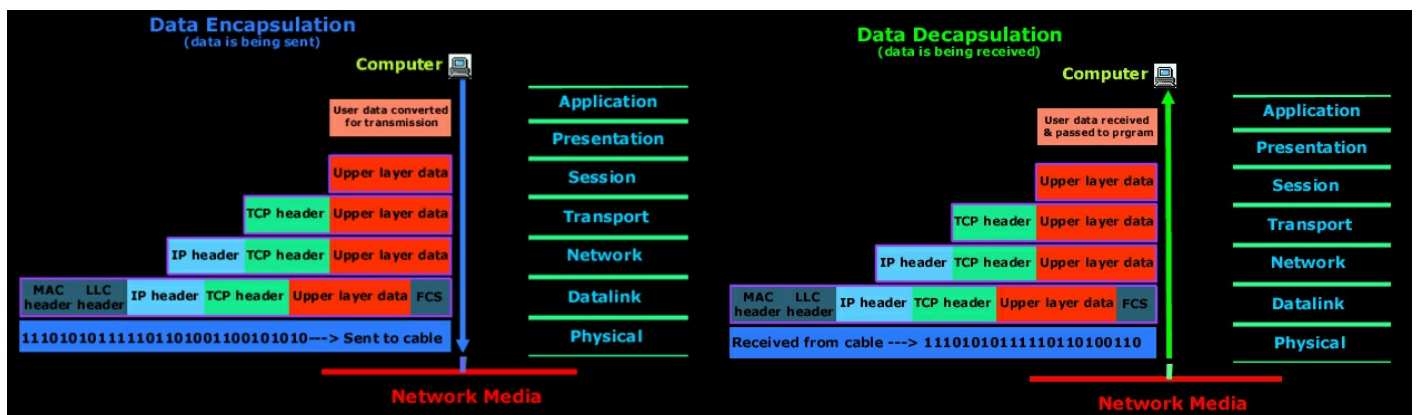 Data Encapsulation
(data is being sent)
Computer
User data converted
for transmission
Upper layer data
TCP header Upper layer data
IP header TCP header Upper layer data
MAC header LLC header IP header TCP header Upper layer data FCS
111010101111101101001100101010---> Sent to cable
Application
Presentation
Session
Transport
Network
Datalink
Physical
Network Media
Data Decapsulation
(data is being received)
Computer
User data received
& passed to prgram
Upper layer data
TCP header Upper layer data
IP header TCP header Upper layer data
MAC header LLC header IP header TCP header Upper layer data FCS
Received from cable ---> 11101010111110110100110
Application
Presentation
Session
Transport
Network
Datalink
Physical
Network Media